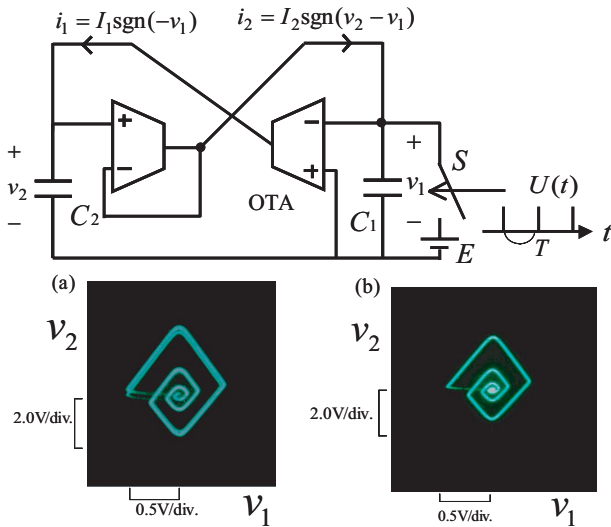 i₁ = I₁sgn(−v₁)
i₂ = I₂sgn(v₂ − v₁)
+
v₂
−
C₂
+
−
OTA
−
+
C₁
+
v₁
−
S
E
U(t)
T
t
(a)
v₂
2.0V/div.
0.5V/div.
v₁
(b)
v₂
2.0V/div.
0.5V/div.
v₁